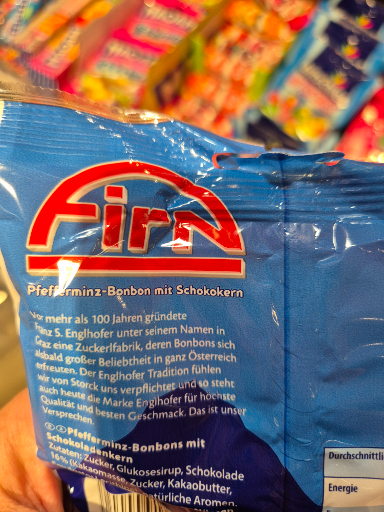 Firn
Pfefferminz-Bonbon mit Schokokern
Vor mehr als 100 Jahren gründete
Franz S. Englhofer unter seinem Namen in
Graz eine Zuckerlfabrik, deren Bonbons sich
alsbald großer Beliebtheit in ganz Österreich
erfreuten. Der Englhofer Tradition fühlen
wir von Storck uns verpflichtet und so steht
auch heute die Marke Englhofer für höchste
Qualität und besten Geschmack. Das ist unser
Versprechen.
Pfefferminz-Bonbons mit
Schokoladenkern
Zutaten: Zucker, Glukosesirup, Schokolade
16% (Kakaomasse, Zucker, Kakaobutter,
natürliche Aromen,
Durchschnittli
Energie